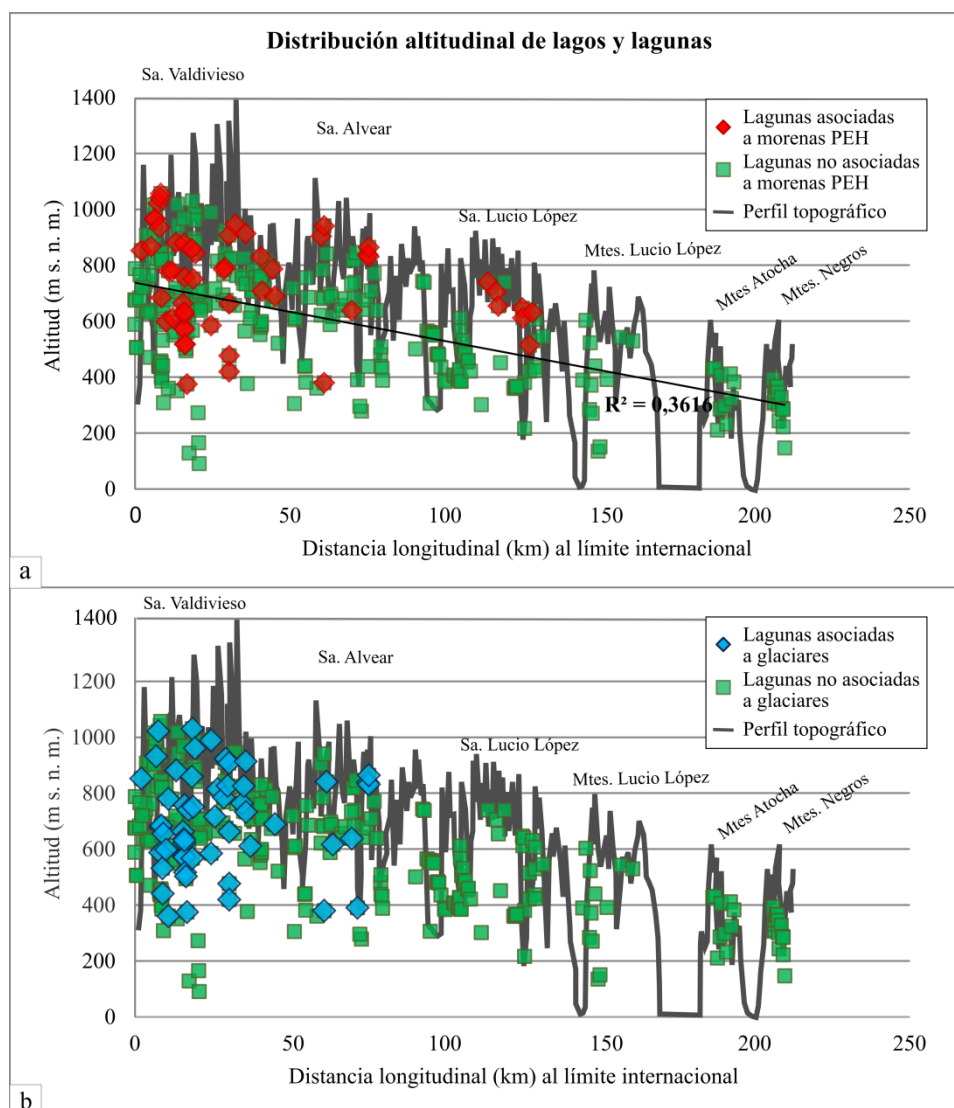 Distribución altitudinal de lagos y lagunas
Sa. Valdivieso
1400
Lagunas asociadas
a morenas PEH
Sa. Alvear
1200
Lagunas no asociadas
a morenas PEH
1000
Sa. Lucio López
Perfil topográfico
Mtes. Lucio López
Mtes Atocha
Mtes. Negros
800
600
400
R² = 0,3616
200
0
Altitud (m s. n. m.)
0 50 100 150 200 250
Distancia longitudinal (km) al límite internacional
a
Sa. Valdivieso
1400
Lagunas asociadas
a glaciares
Sa. Alvear
1200
Lagunas no asociadas
a glaciares
1000
Sa. Lucio López
Perfil topográfico
Mtes. Lucio López
Mtes Atocha
Mtes. Negros
800
600
400
200
0
Altitud (m s. n. m.)
0 50 100 150 200 250
Distancia longitudinal (km) al límite internacional
b